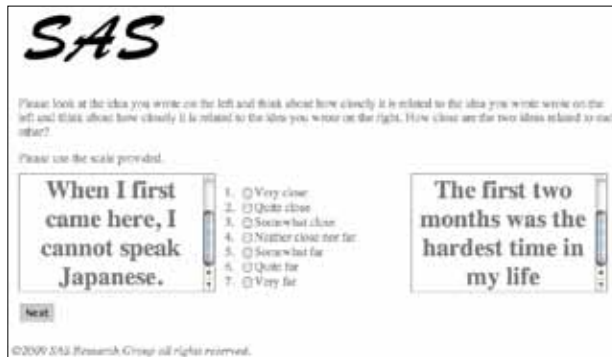 SAS
Please look at the idea you wrote on the left and think about how closely it is related to the idea you wrote wrote on the
left and think about how closely it is related to the idea you wrote on the right. How close are the two ideas related to each
other?
Please use the scale provided.
When I first
came here, I
cannot speak
Japanese.
1. Very close
2. Quite close
3. Somewhat close
4. Neither close nor far
5. Somewhat far
6. Quite far
7. Very far
The first two
months was the
hardest time in
my life
Next
©2009 SAS Research Group all rights reserved.